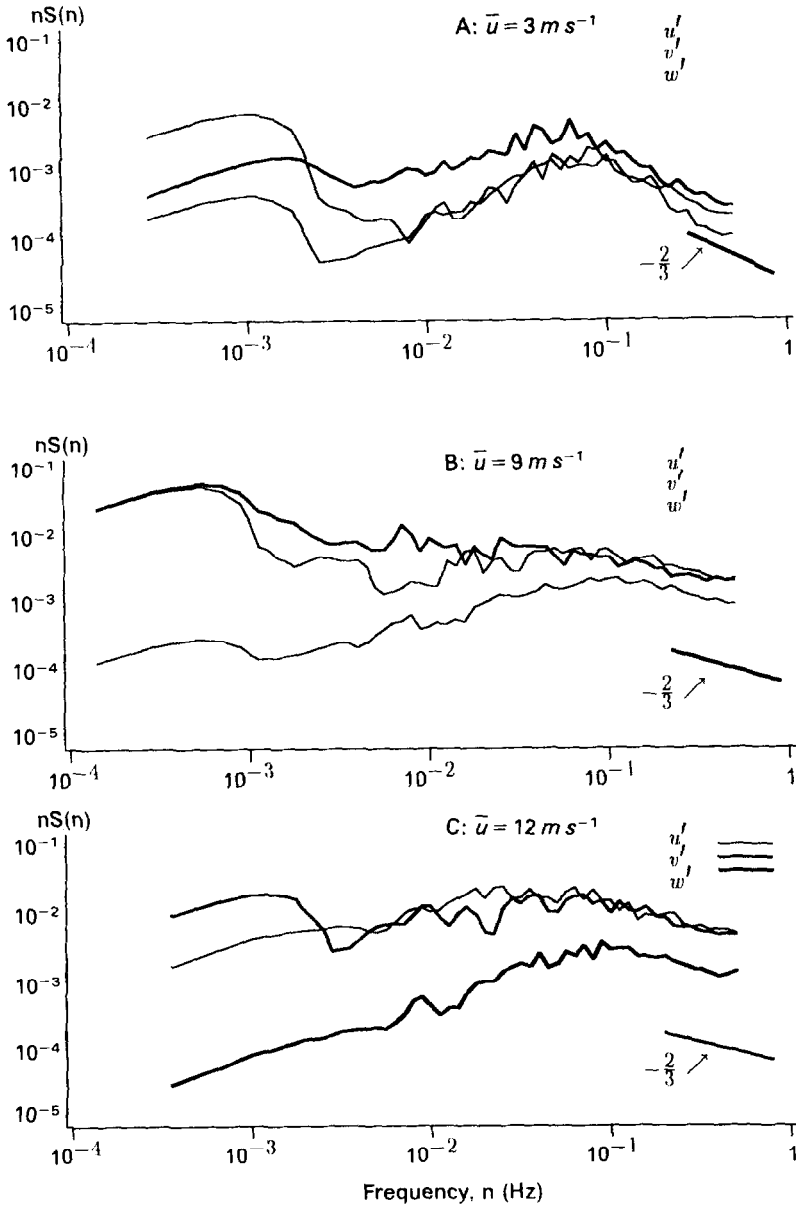 nS(n)
A: u̅ = 3 m s⁻¹
u′
v′
w′
10⁻¹
10⁻²
10⁻³
10⁻⁴
10⁻⁵
−2/3
10⁻⁴ 10⁻³ 10⁻² 10⁻¹ 1
nS(n)
B: u̅ = 9 m s⁻¹
u′
v′
w′
10⁻¹
10⁻²
10⁻³
10⁻⁴
10⁻⁵
−2/3
10⁻⁴ 10⁻³ 10⁻² 10⁻¹ 1
nS(n)
C: u̅ = 12 m s⁻¹
u′
v′
w′
10⁻¹
10⁻²
10⁻³
10⁻⁴
10⁻⁵
−2/3
10⁻⁴ 10⁻³ 10⁻² 10⁻¹ 1
Frequency, n (Hz)